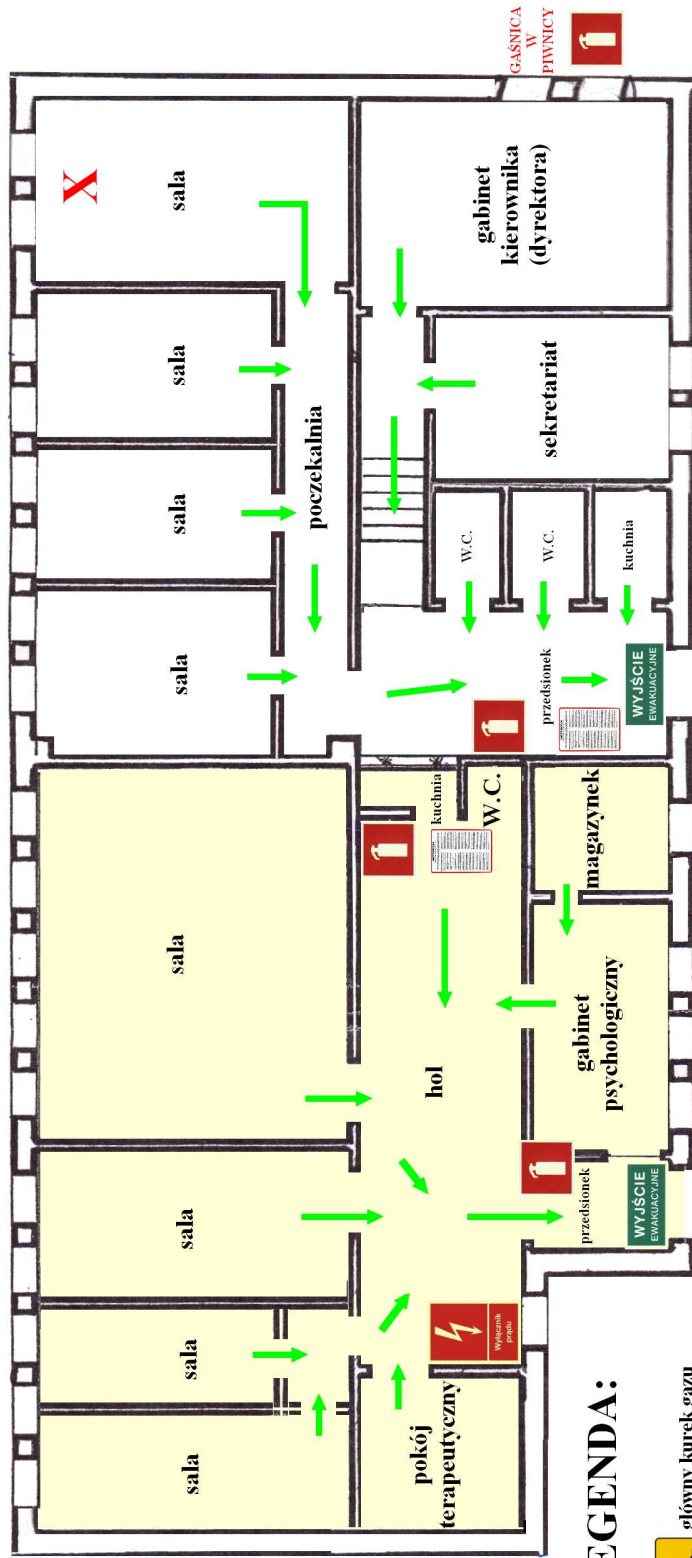 X
sala
sala
sala
sala
sala
sala
sala
sala
poczekalnia
pokój
terapeutyczny
hol
kuchnia
W.C.
W.C.
W.C.
kuchnia
Wyłącznik
prądu
gabinet
kierownika
(dyrektora)
sekretariat
GAŚNICA
W
PIWNICY
przedsionek
gabinet
psychologiczny
magazynek
przedsionek
WYJŚCIE
EWAKUACYJNE
WYJŚCIE
EWAKUACYJNE
EGENDA:
główny kurek gazu